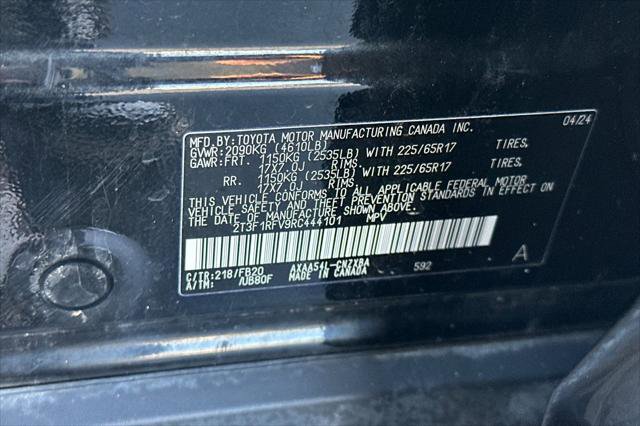 MFD.BY:TOYOTA MOTOR MANUFACTURING CANADA INC. 04/24
GVWR:2090KG (4610LB)
GAWR:FRT. 1150KG (2535LB) WITH 225/65R17 TIRES,
17X7.0J RIMS,
RR. 1150KG (2535LB) WITH 225/65R17 TIRES,
17X7.0J RIMS,
THIS VEHICLE CONFORMS TO ALL APPLICABLE FEDERAL MOTOR
VEHICLE SAFETY AND THEFT PREVENTION STANDARDS IN EFFECT ON
THE DATE OF MANUFACTURE SHOWN ABOVE.
2T3F1RFV9RC444101 MPV
C/TR:218/FB20 AXAA54L-CNZXBA 592 A
A/TM: /UB80F MADE IN CANADA